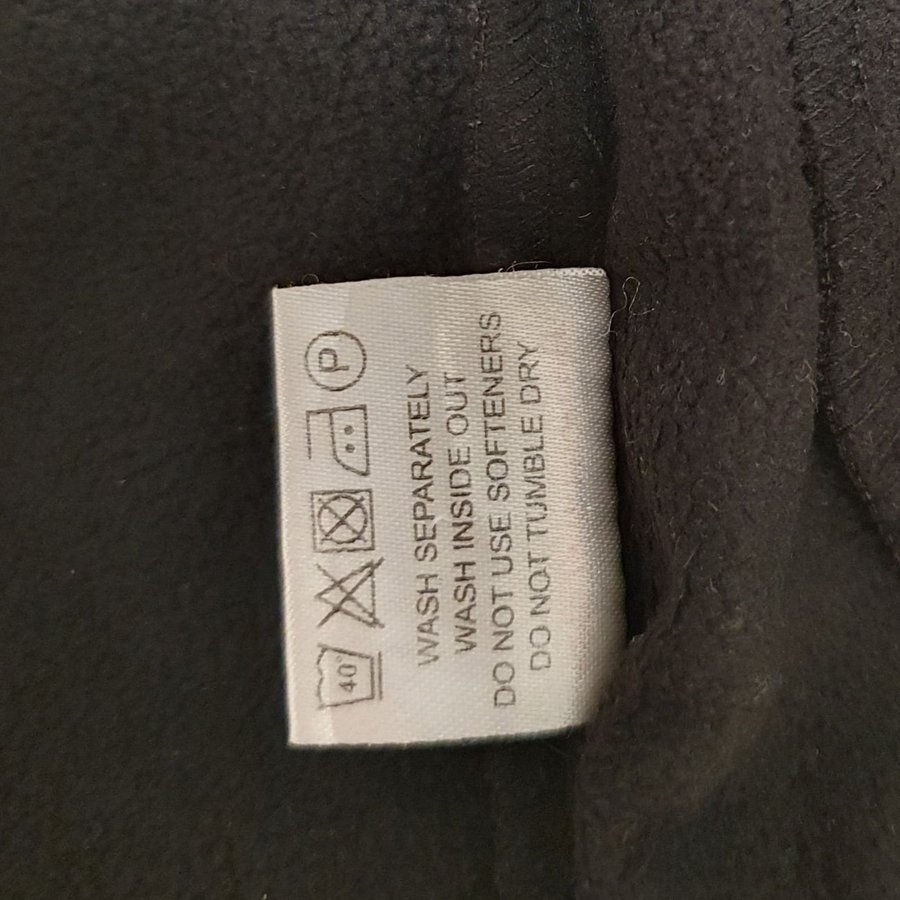 40° P
WASH SEPARATELY
WASH INSIDE OUT
DO NOT USE SOFTENERS
DO NOT TUMBLE DRY